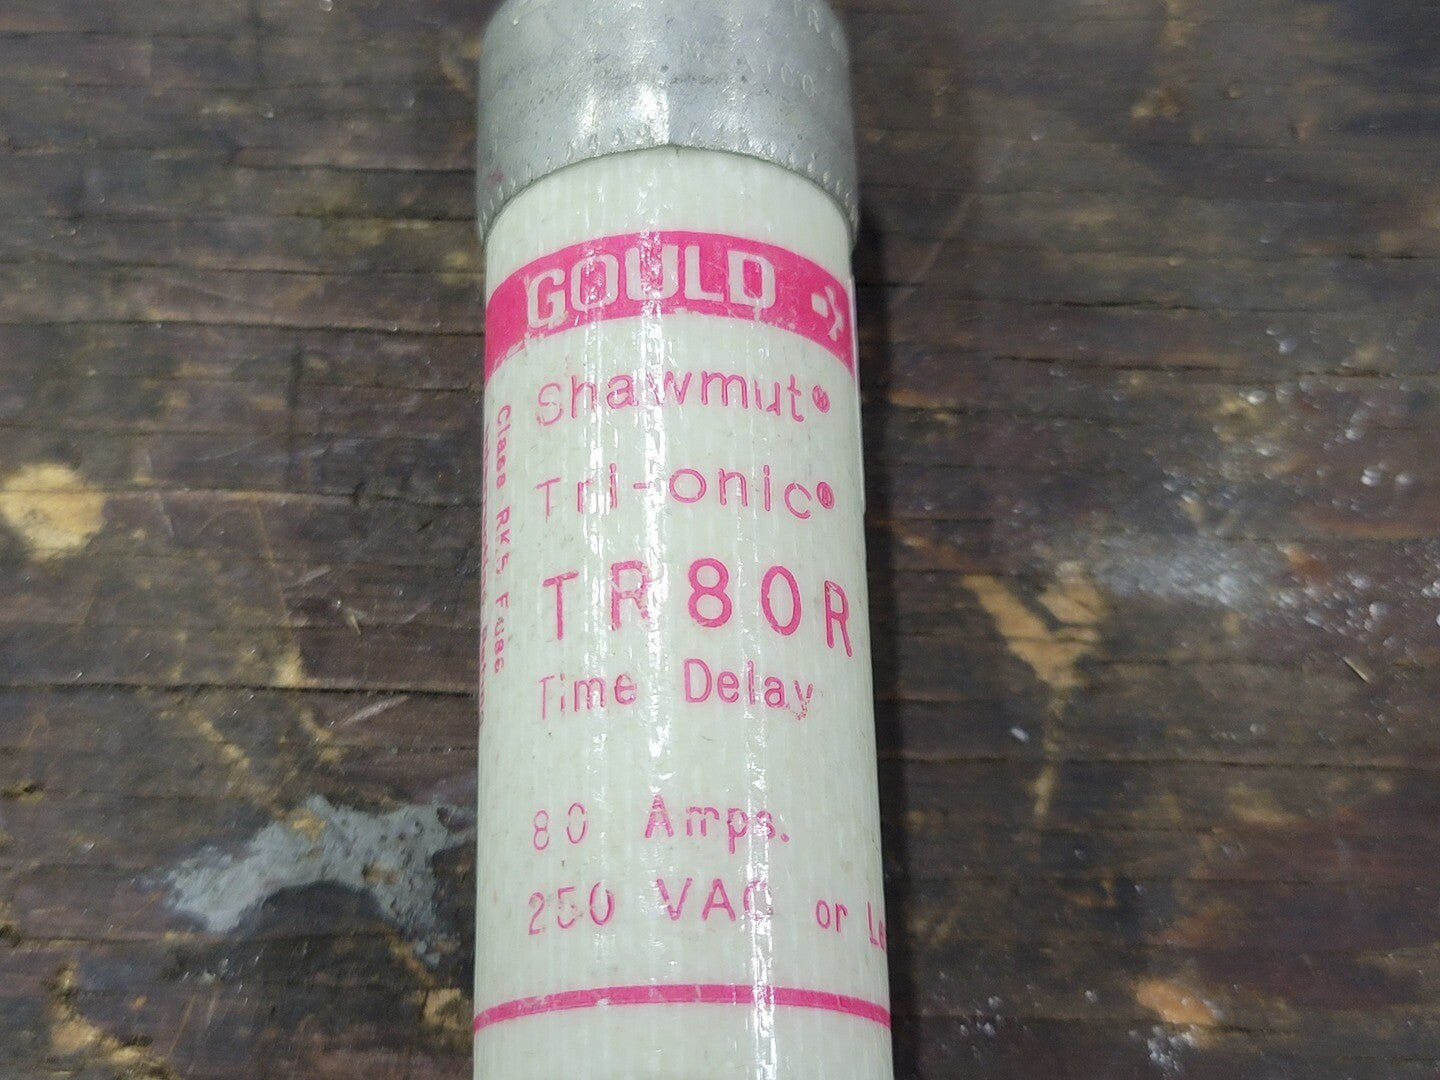 GOULD
Shawmut®
Tri-onic®
TR80R
Time Delay
80 Amps.
250 VAC or
Class RK5 Fuse